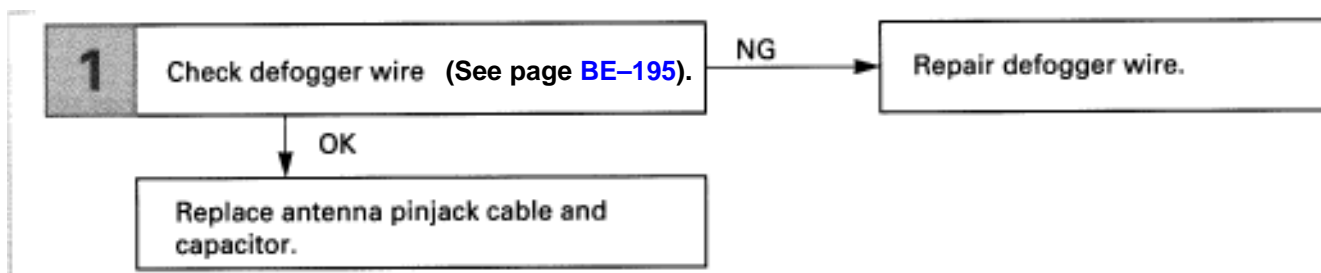 1
Check defogger wire (See page BE–195).
NG
Repair defogger wire.
OK
Replace antenna pinjack cable and
capacitor.